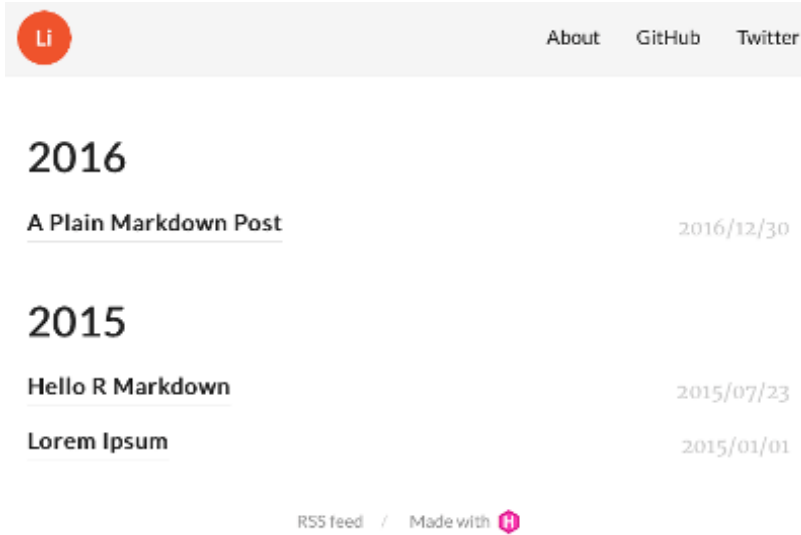 Li About GitHub Twitter
2016
A Plain Markdown Post 2016/12/30
2015
Hello R Markdown 2015/07/23
Lorem Ipsum 2015/01/01
RSS feed / Made with H